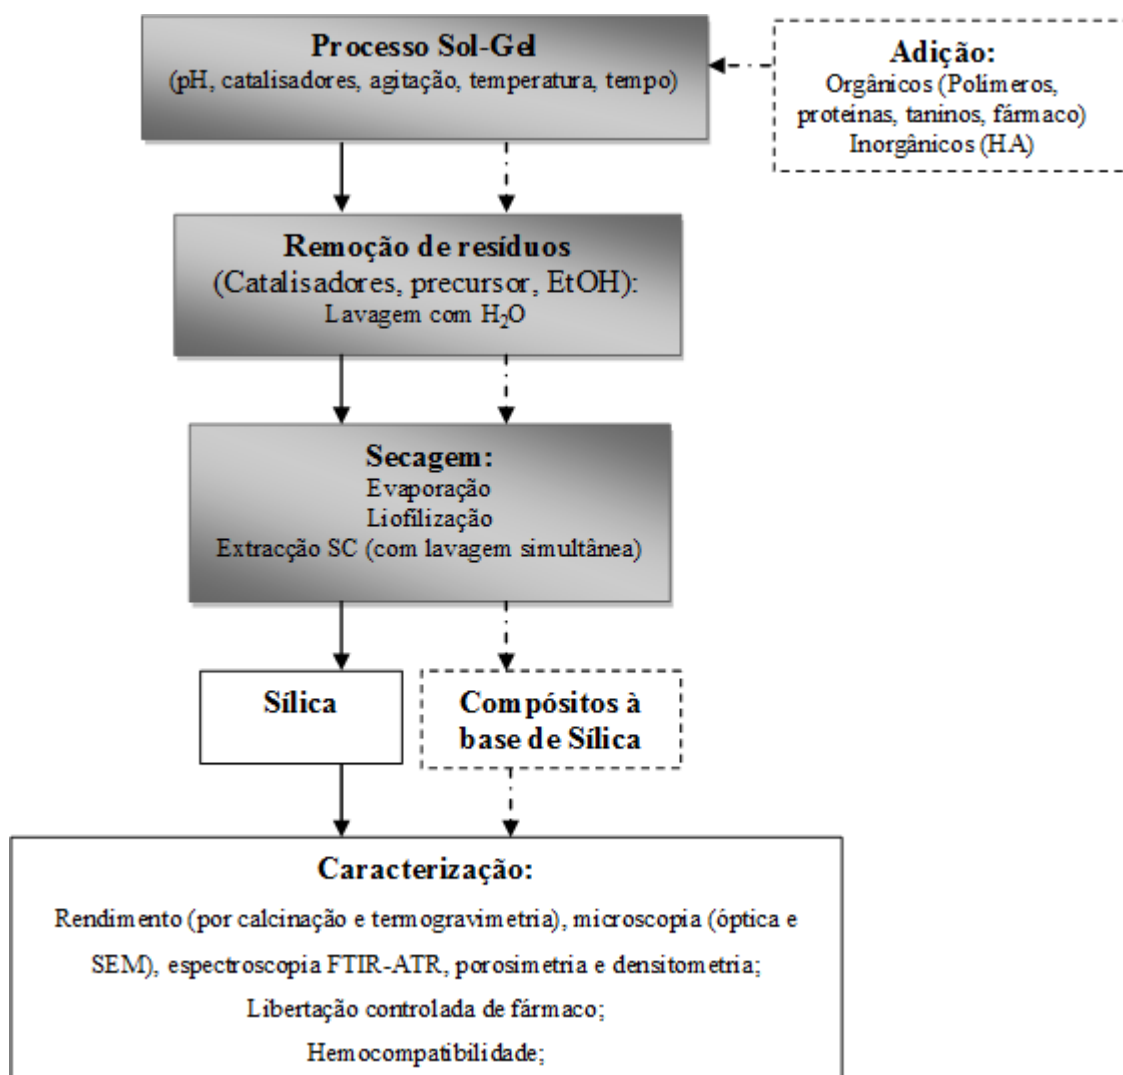 Processo Sol-Gel
(pH, catalisadores, agitação, temperatura, tempo)
Adição:
Orgânicos (Polímeros,
proteínas, taninos, fármaco)
Inorgânicos (HA)
Remoção de resíduos
(Catalisadores, precursor, EtOH):
Lavagem com H₂O
Secagem:
Evaporação
Liofilização
Extracção SC (com lavagem simultânea)
Sílica
Compósitos à
base de Sílica
Caracterização:
Rendimento (por calcinação e termogravimetria), microscopia (óptica e
SEM), espectroscopia FTIR-ATR, porosimetria e densitometria;
Libertação controlada de fármaco;
Hemocompatibilidade;